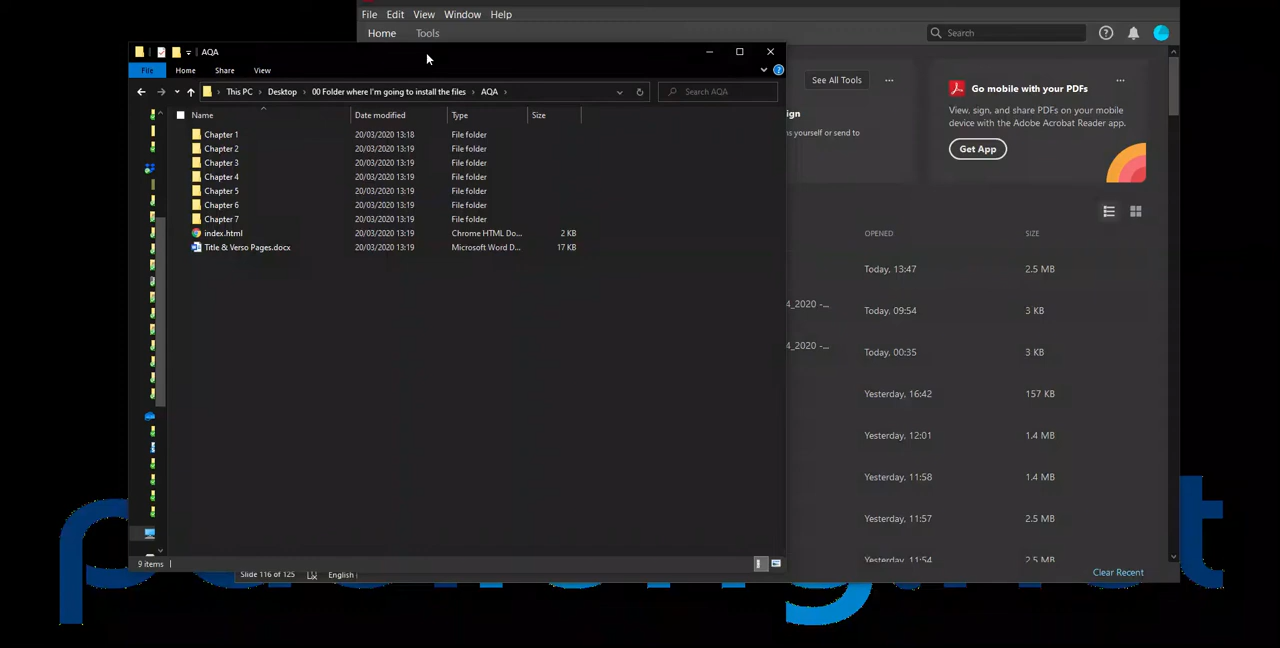 File Edit View Window Help
Home Tools
Search
AQA
File Home Share View
This PC > Desktop > 00 Folder where I'm going to install the files > AQA >
Search AQA
Name Date modified Type Size
Chapter 1 20/03/2020 13:18 File folder
Chapter 2 20/03/2020 13:19 File folder
Chapter 3 20/03/2020 13:19 File folder
Chapter 4 20/03/2020 13:19 File folder
Chapter 5 20/03/2020 13:19 File folder
Chapter 6 20/03/2020 13:19 File folder
Chapter 7 20/03/2020 13:19 File folder
index.html 20/03/2020 13:19 Chrome HTML Do... 2 KB
Title & Verso Pages.docx 20/03/2020 13:19 Microsoft Word D... 17 KB
9 items
Slide 116 of 125 English
See All Tools
ign
ns yourself or send to
Go mobile with your PDFs
View, sign, and share PDFs on your mobile
device with the Adobe Acrobat Reader app.
Get App
OPENED SIZE
Today, 13:47 2.5 MB
4_2020 -...
Today, 09:54 3 KB
4_2020 -...
Today, 00:35 3 KB
Yesterday, 16:42 157 KB
Yesterday, 12:01 1.4 MB
Yesterday, 11:58 1.4 MB
Yesterday, 11:57 2.5 MB
Yesterday, 11:54 2.5 MB
Clear Recent